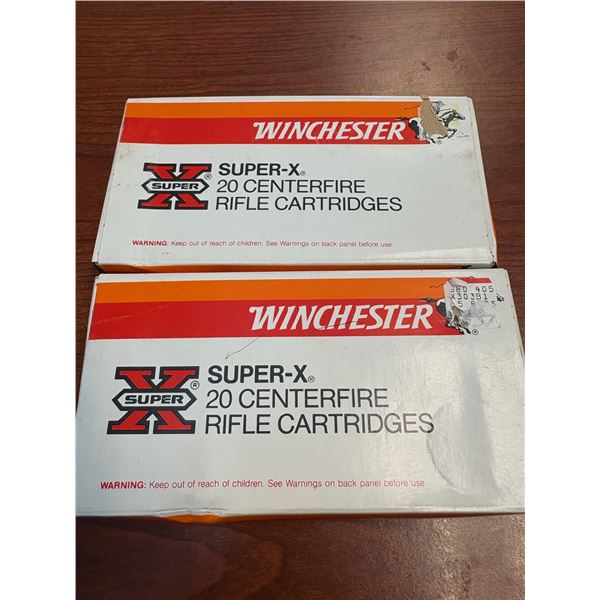 WINCHESTER®
X® SUPER
SUPER-X®
20 CENTERFIRE
RIFLE CARTRIDGES
WARNING: Keep out of reach of children. See Warnings on back panel before use.
405
X303B1
WINCHESTER
X® SUPER
SUPER-X®
20 CENTERFIRE
RIFLE CARTRIDGES
WARNING: Keep out of reach of children. See Warnings on back panel before use.